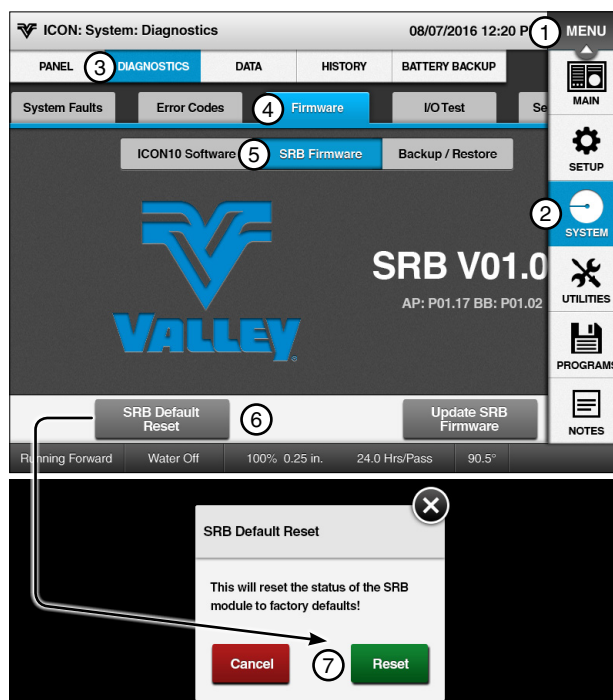 ICON: System: Diagnostics 08/07/2016 12:20 P 1 MENU
PANEL 3 DIAGNOSTICS DATA HISTORY BATTERY BACKUP
MAIN
System Faults Error Codes 4 Firmware I/O Test Se
ICON10 Software 5 SRB Firmware Backup / Restore
SETUP
2
SYSTEM
SRB V01.0
AP: P01.17 BB: P01.02
UTILITIES
VALLEY
PROGRAMS
SRB Default
Reset
6
Update SRB
Firmware
NOTES
Running Forward Water Off 100% 0.25 in. 24.0 Hrs/Pass 90.5°
SRB Default Reset
This will reset the status of the SRB
module to factory defaults!
Cancel 7 Reset